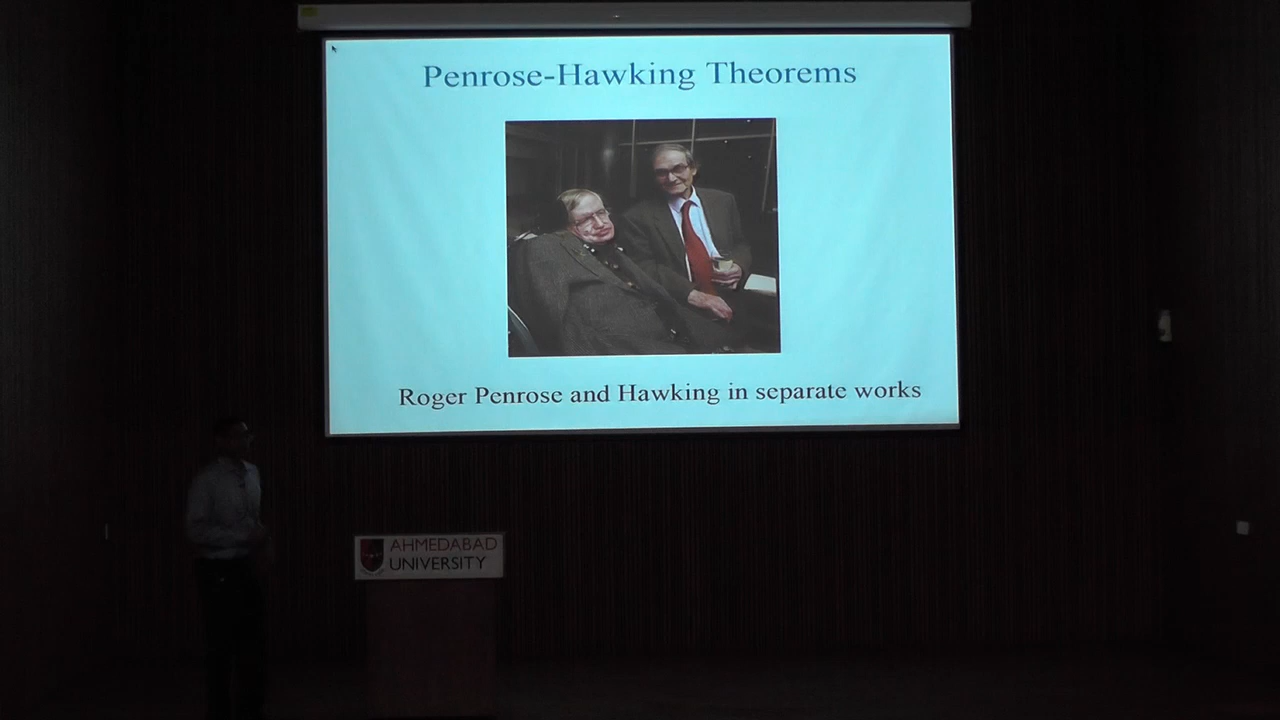 Penrose-Hawking Theorems
Roger Penrose and Hawking in separate works
AHMEDABAD
UNIVERSITY